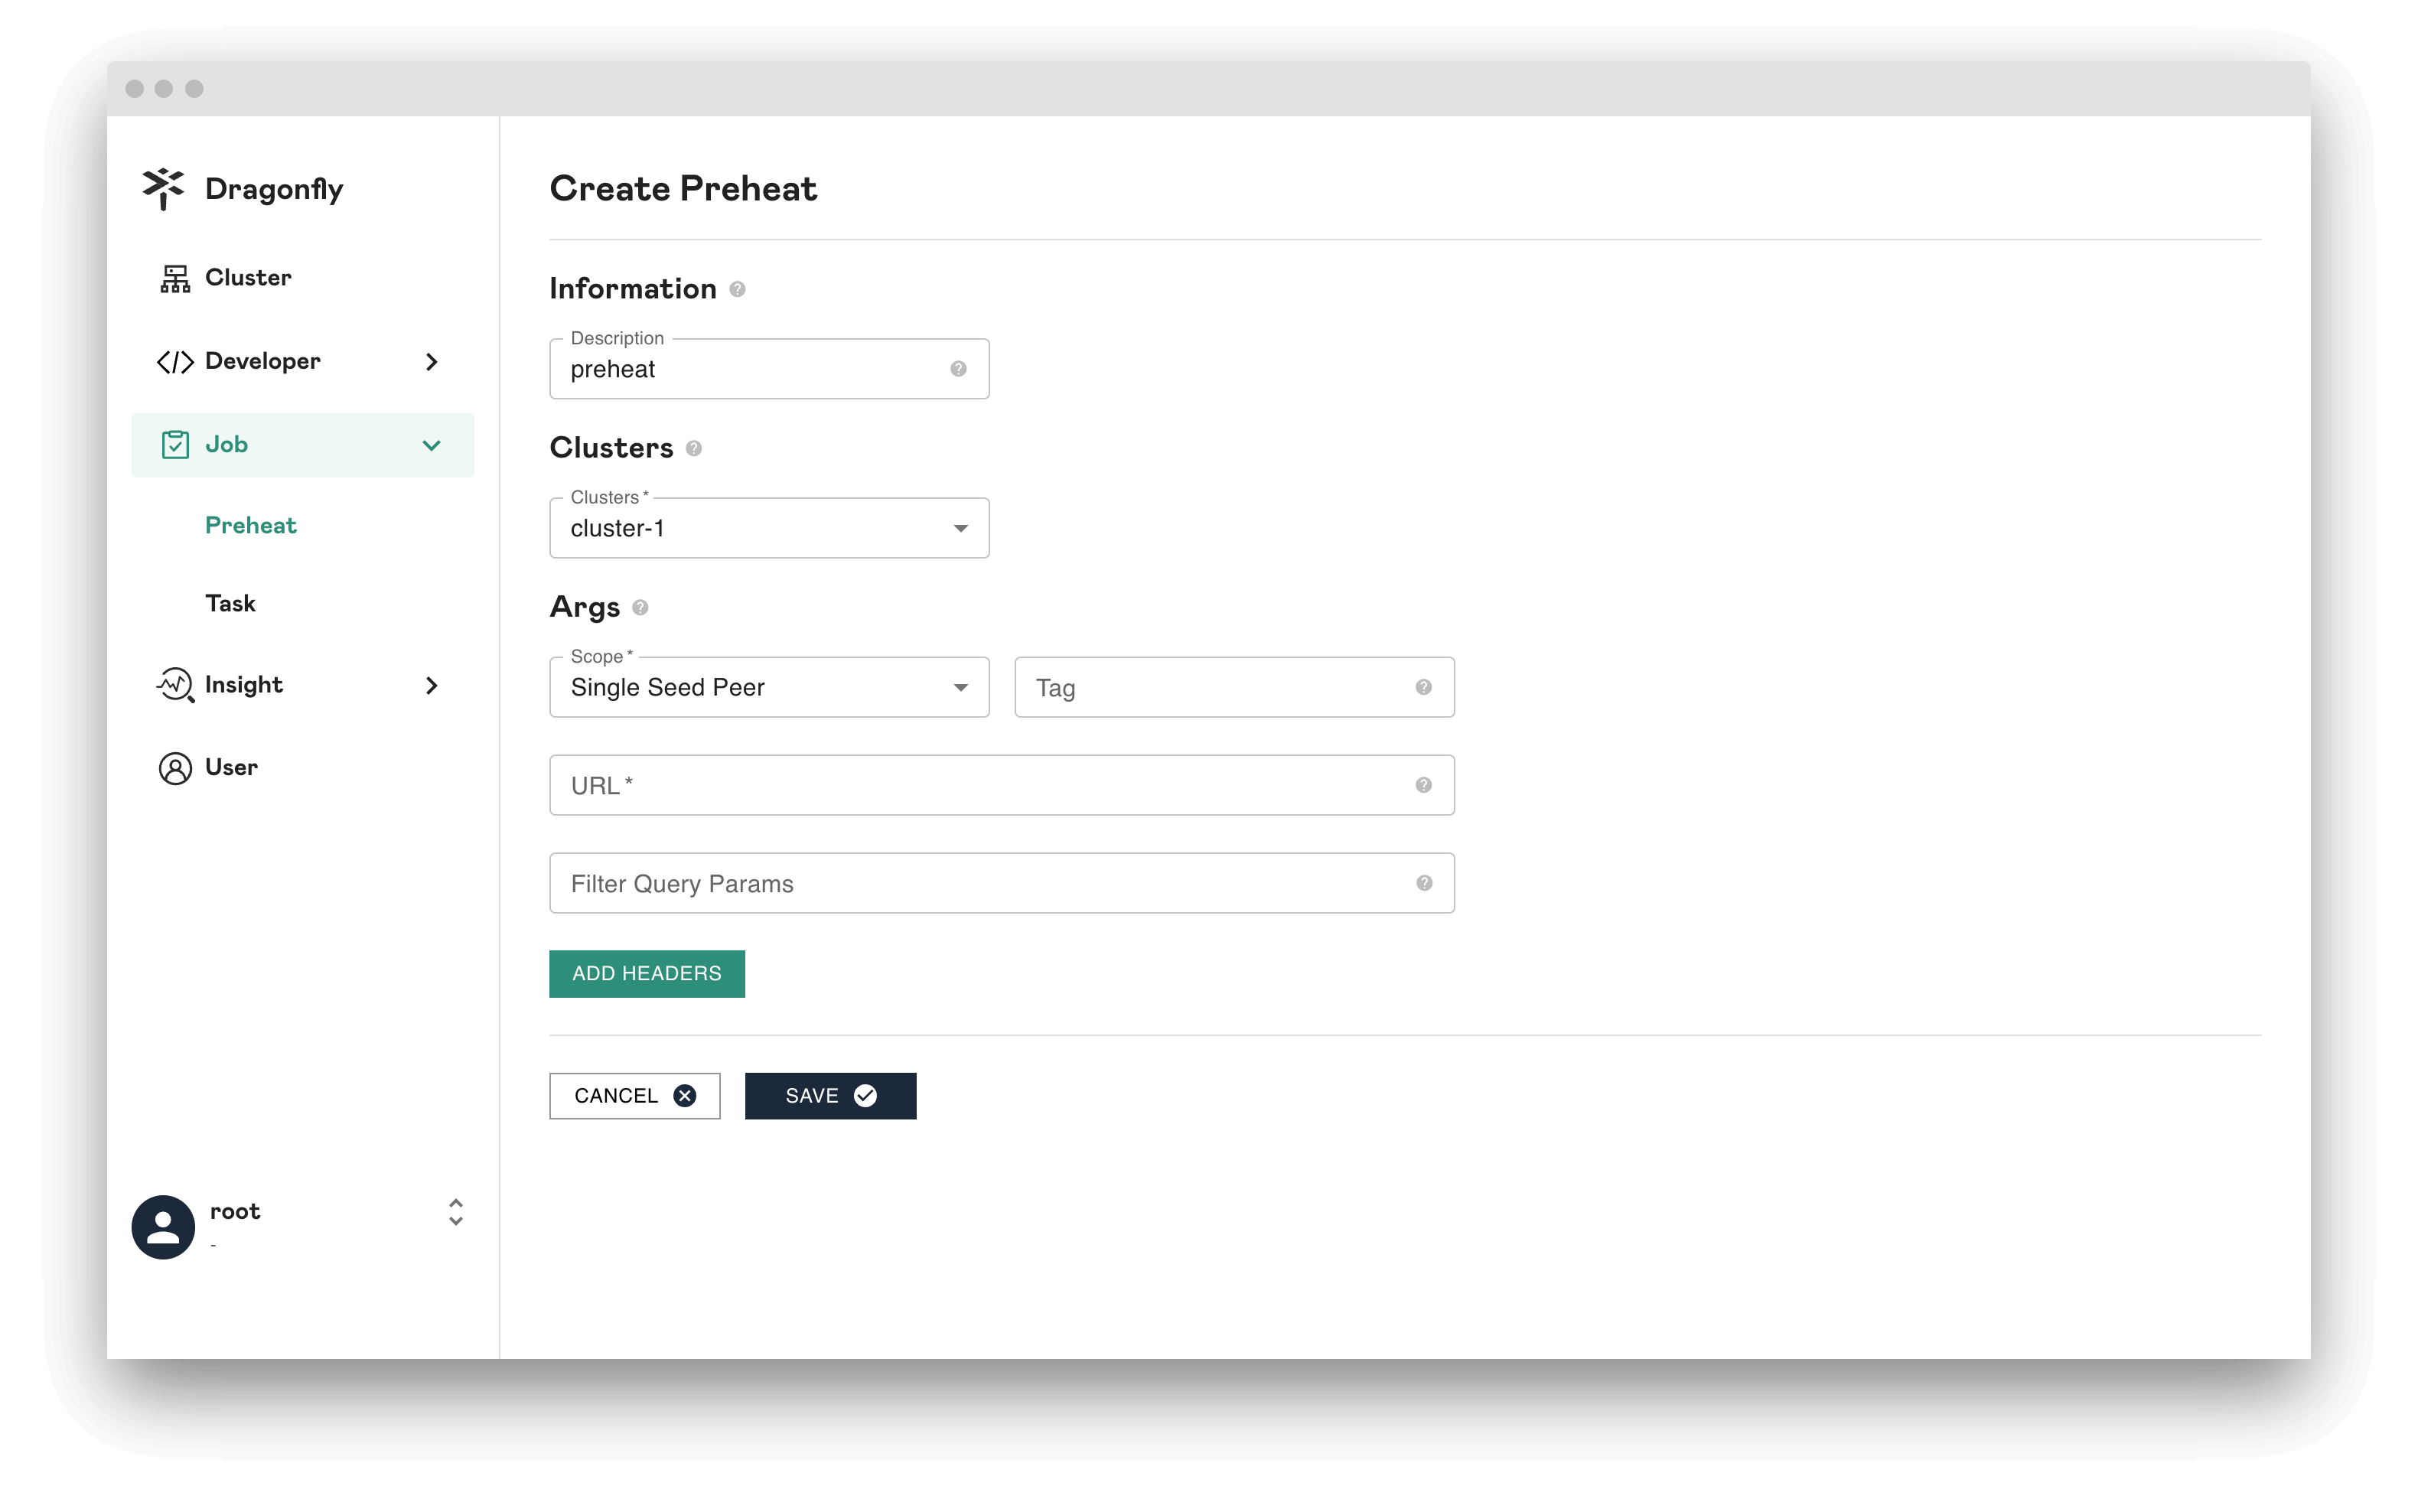 Dragonfly
Cluster
Developer
Job
Preheat
Task
Insight
User
root
-
Create Preheat
Information
Description
preheat
Clusters
Clusters *
cluster-1
Args
Scope *
Single Seed Peer
Tag
URL *
Filter Query Params
ADD HEADERS
CANCEL
SAVE